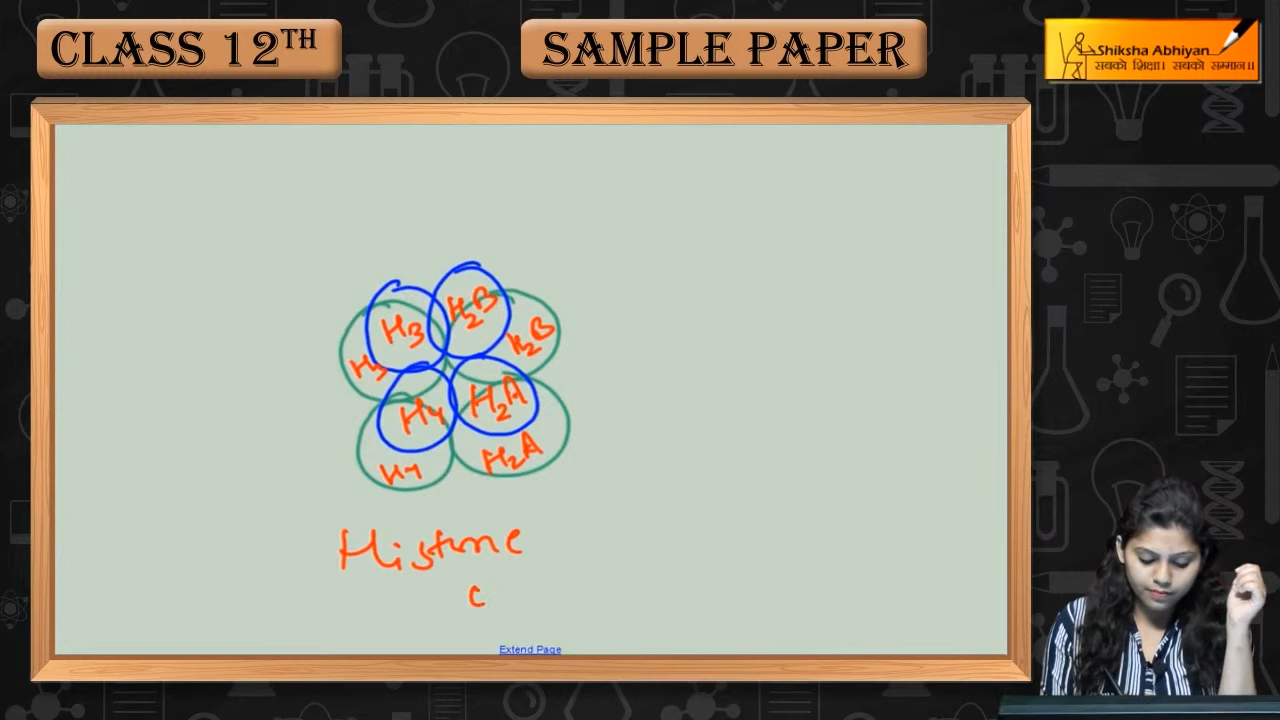 CLASS 12TH
SAMPLE PAPER
Shiksha Abhiyan
सबको शिक्षा। सबको सम्मान॥
H3
H2B
H2B
H3
H4
H2A
H4
H2A
Histone
c
Extend Page